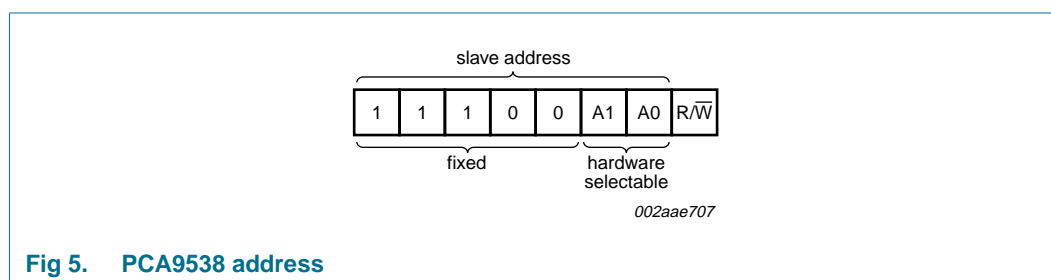 slave address
1 1 1 0 0 A1 A0 R/W̅
fixed
hardware
selectable
002aae707
Fig 5. PCA9538 address